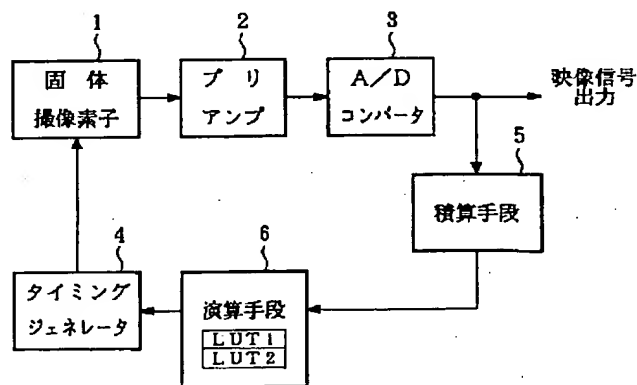 1
固体
撮像素子
2
プリ
アンプ
3
A/D
コンバータ
映像信号
出力
5
積算手段
4
タイミング
ジェネレータ
6
演算手段
LUT1
LUT2